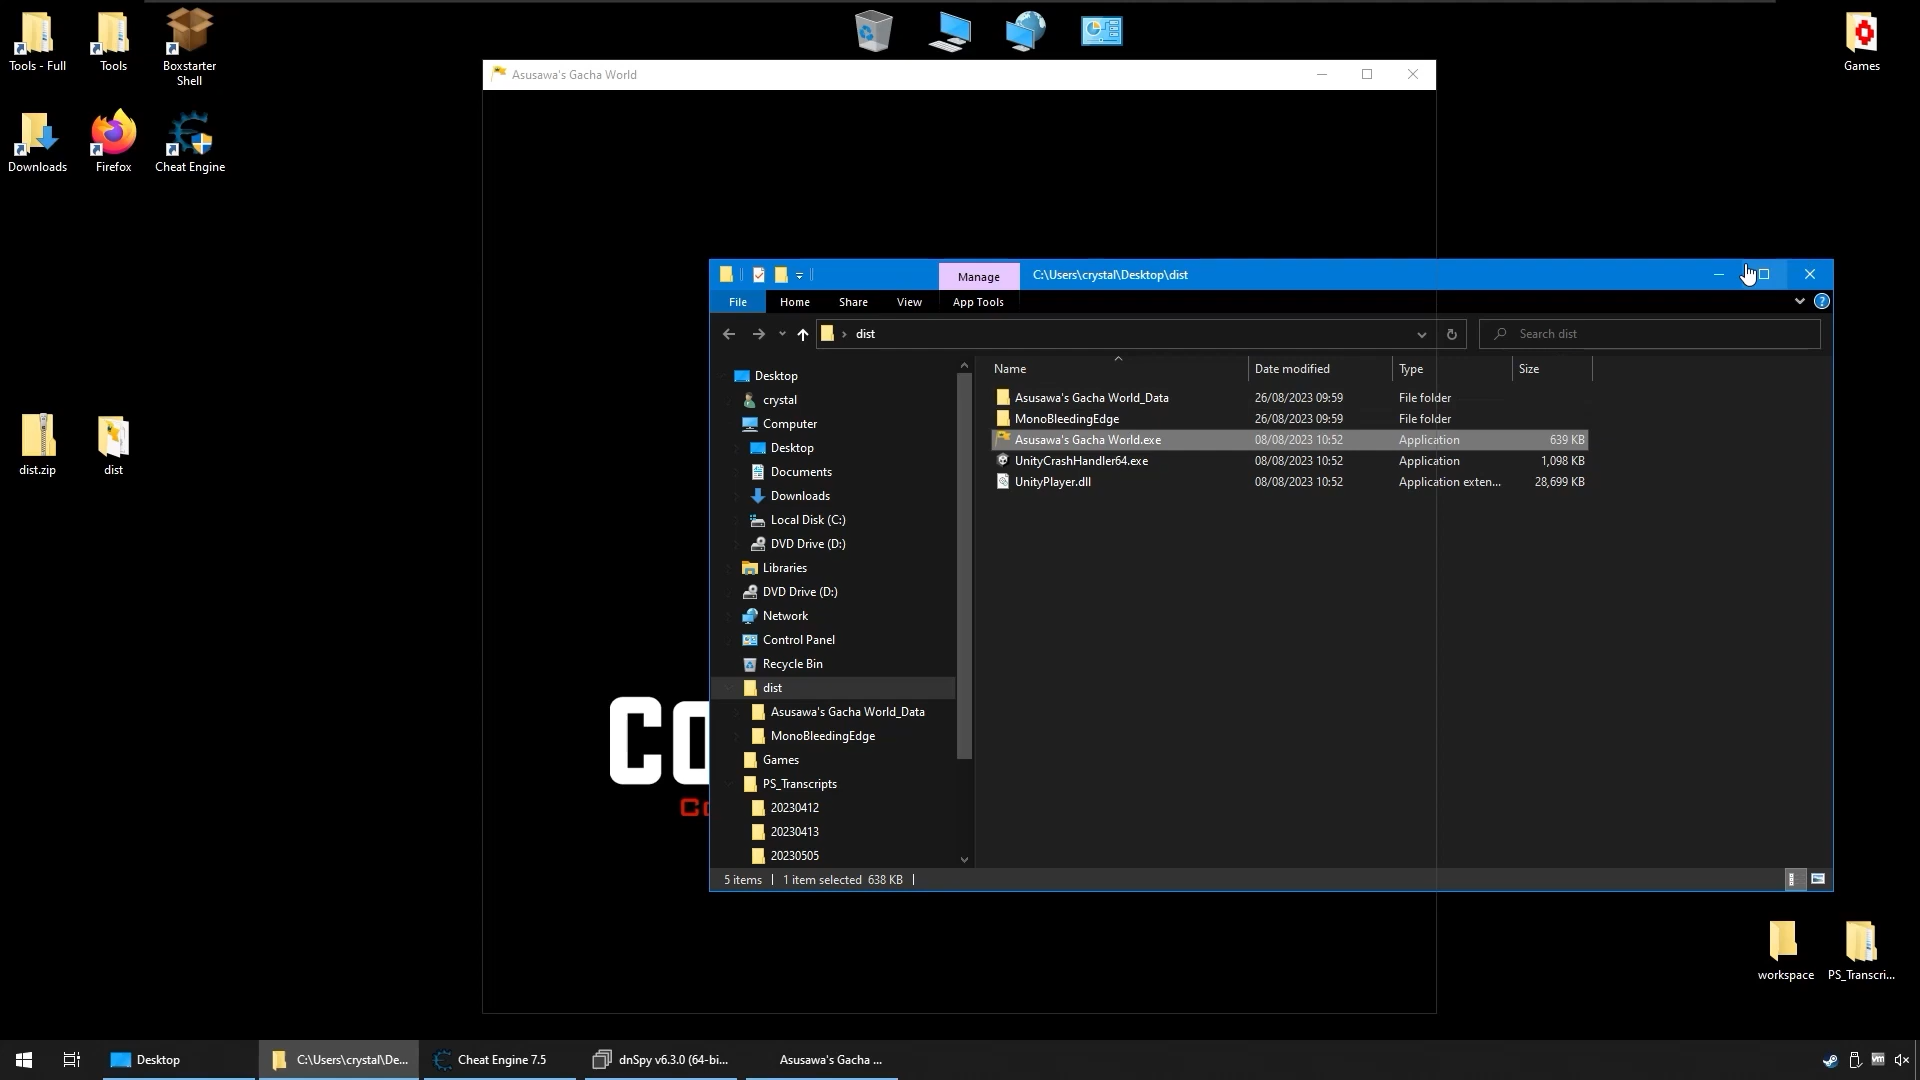 Tools - Full
Tools
Boxstarter
Shell
Games
Downloads
Firefox
Cheat Engine
dist.zip
dist
Asusawa's Gacha World
Manage
C:\Users\crystal\Desktop\dist
File
Home
Share
View
App Tools
dist
Search dist
Desktop
crystal
Computer
Desktop
Documents
Downloads
Local Disk (C:)
DVD Drive (D:)
Libraries
DVD Drive (D:)
Network
Control Panel
Recycle Bin
dist
Asusawa's Gacha World_Data
MonoBleedingEdge
Games
PS_Transcripts
20230412
20230413
20230505
Name Date modified Type Size
Asusawa's Gacha World_Data 26/08/2023 09:59 File folder
MonoBleedingEdge 26/08/2023 09:59 File folder
Asusawa's Gacha World.exe 08/08/2023 10:52 Application 639 KB
UnityCrashHandler64.exe 08/08/2023 10:52 Application 1,098 KB
UnityPlayer.dll 08/08/2023 10:52 Application exten... 28,699 KB
5 items 1 item selected 638 KB
workspace
PS_Transcri...
Desktop
C:\Users\crystal\De...
Cheat Engine 7.5
dnSpy v6.3.0 (64-bi...
Asusawa's Gacha ...